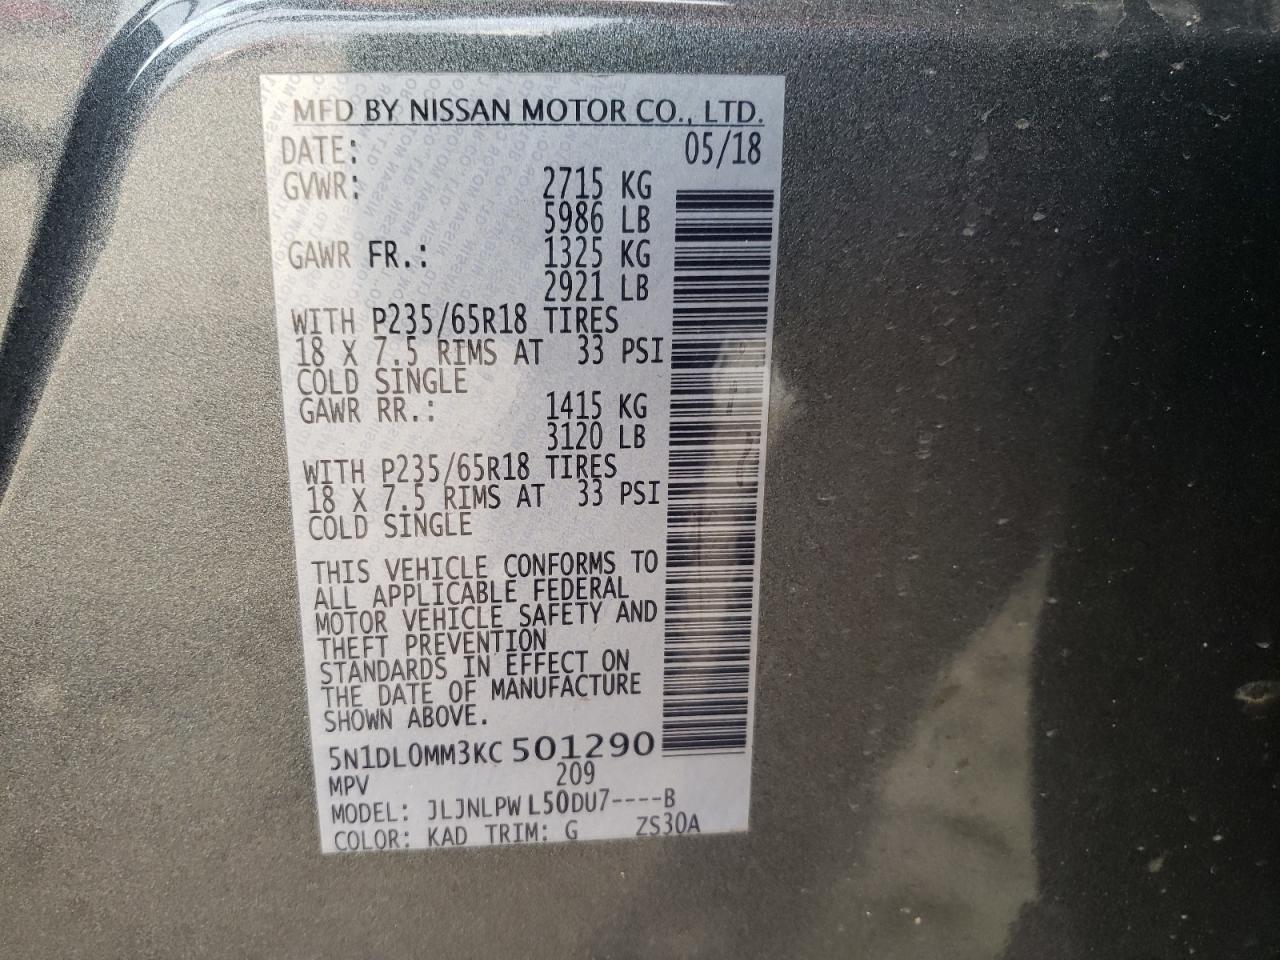 MFD BY NISSAN MOTOR CO., LTD.
DATE: 05/18
GVWR: 2715 KG
5986 LB
GAWR FR.: 1325 KG
2921 LB
WITH P235/65R18 TIRES
18 X 7.5 RIMS AT 33 PSI
COLD SINGLE
GAWR RR.: 1415 KG
3120 LB
WITH P235/65R18 TIRES
18 X 7.5 RIMS AT 33 PSI
COLD SINGLE
THIS VEHICLE CONFORMS TO
ALL APPLICABLE FEDERAL
MOTOR VEHICLE SAFETY AND
THEFT PREVENTION
STANDARDS IN EFFECT ON
THE DATE OF MANUFACTURE
SHOWN ABOVE.
5N1DL0MM3KC 501290
MPV 209
MODEL: JLJNLPW L50DU7----B
COLOR: KAD TRIM: G ZS30A